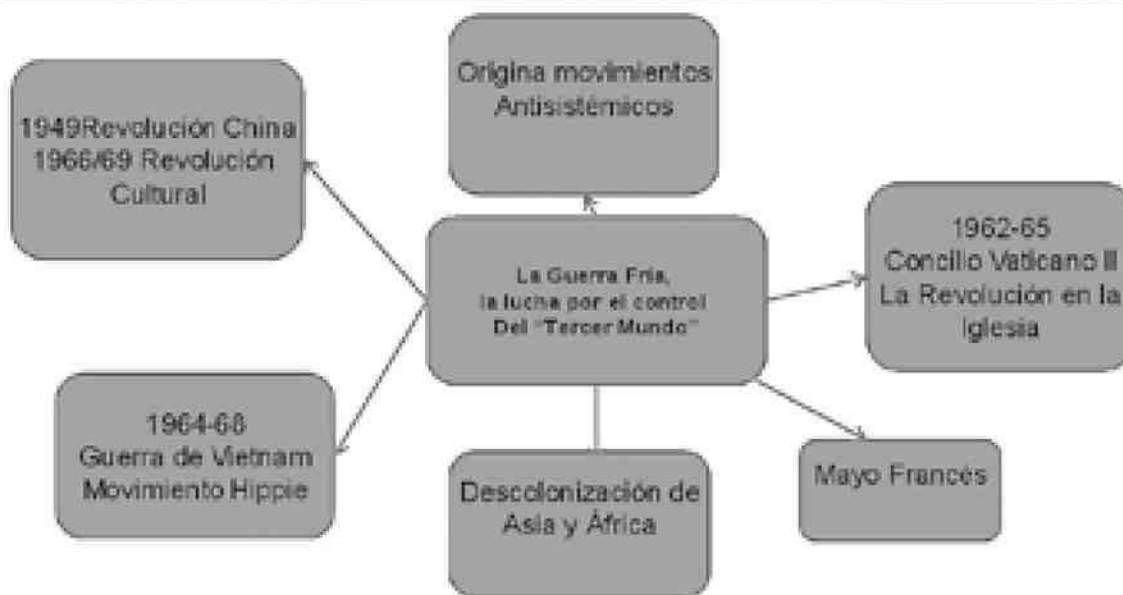 Origina movimientos
Antisistémicos
1949Revolución China
1966/69 Revolución
Cultural
1962-65
Concilio Vaticano II
La Revolución en la
Iglesia
La Guerra Fría,
la lucha por el control
Del "Tercer Mundo"
1964-68
Guerra de Vietnam
Movimiento Hippie
Descolonización de
Asia y África
Mayo Francés